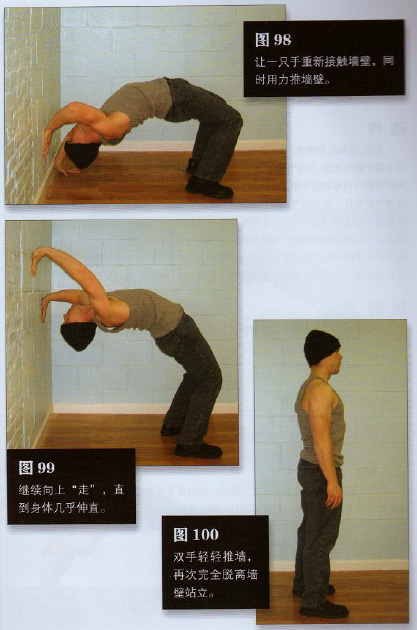 图 98
让一只手重新接触墙壁，同
时用力推墙壁。
图 99
继续向上“走”，直
到身体几乎伸直。
图 100
双手轻轻推墙，
再次完全脱离墙
壁站立。